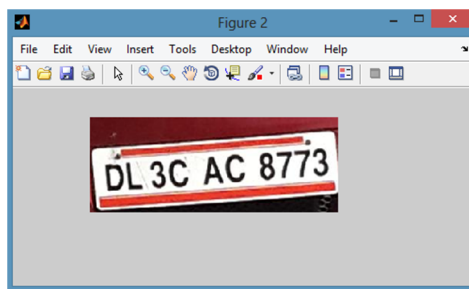 Figure 2
File Edit View Insert Tools Desktop Window Help
DL 3C AC 8773